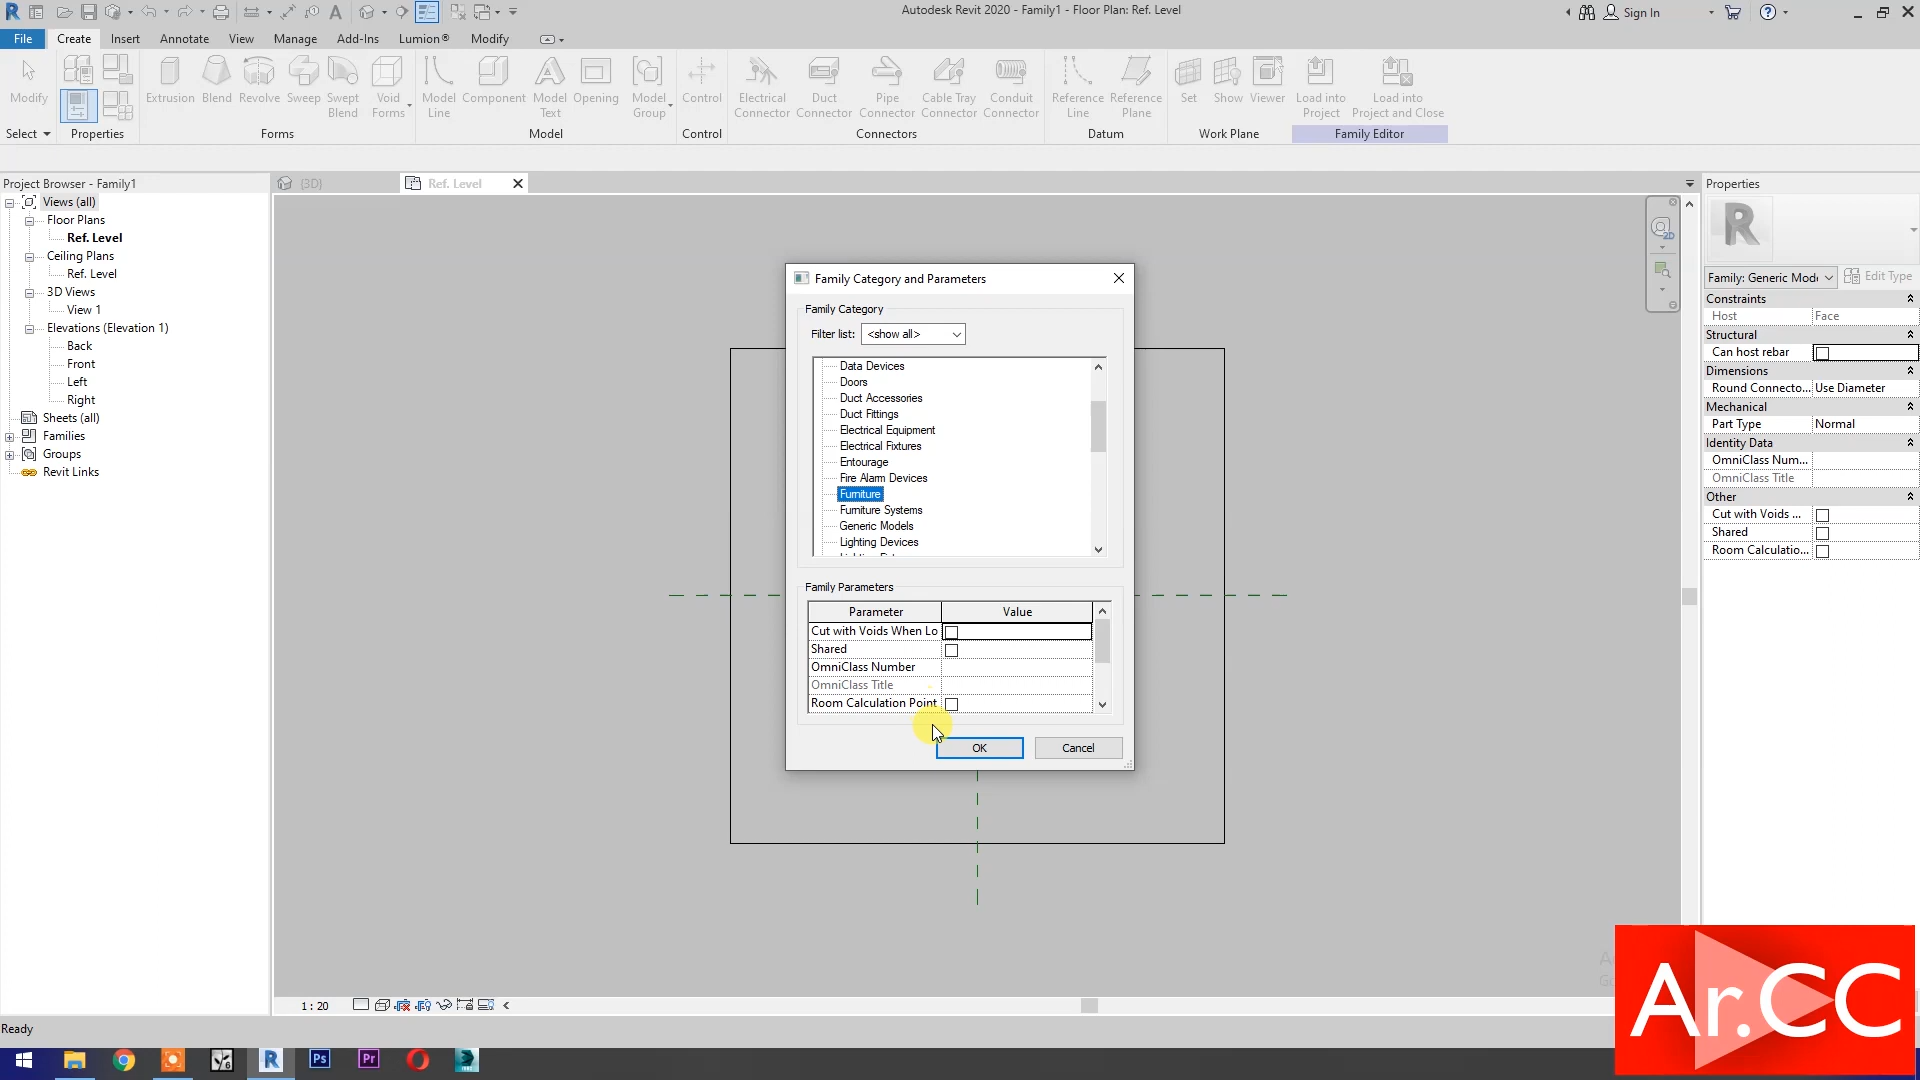 Autodesk Revit 2020 - Family1 - Floor Plan: Ref. Level
Sign In
File Create Insert Annotate View Manage Add-Ins Lumion® Modify
Modify
Extrusion Blend Revolve Sweep Swept Blend Void Forms
Model Line Component Model Text Opening Model Group
Control
Electrical Connector Duct Connector Pipe Connector Cable Tray Connector Conduit Connector
Reference Line Reference Plane
Set Show Viewer
Load into Project Load into Project and Close
Select Properties Forms Model Control Connectors Datum Work Plane Family Editor
Project Browser - Family1
Views (all)
Floor Plans
Ref. Level
Ceiling Plans
Ref. Level
3D Views
View 1
Elevations (Elevation 1)
Back
Front
Left
Right
Sheets (all)
Families
Groups
Revit Links
{3D}
Ref. Level
Family Category and Parameters
Family Category
Filter list: <show all>
Data Devices
Doors
Duct Accessories
Duct Fittings
Electrical Equipment
Electrical Fixtures
Entourage
Fire Alarm Devices
Furniture
Furniture Systems
Generic Models
Lighting Devices
Family Parameters
Parameter Value
Cut with Voids When Lo
Shared
OmniClass Number
OmniClass Title
Room Calculation Point
OK Cancel
Properties
R
Family: Generic Mode Edit Type
Constraints
Host Face
Structural
Can host rebar
Dimensions
Round Connecto... Use Diameter
Mechanical
Part Type Normal
Identity Data
OmniClass Num...
OmniClass Title
Other
Cut with Voids ...
Shared
Room Calculatio...
2D
1 : 20
Ready
Ar.CC
R Ps Pr